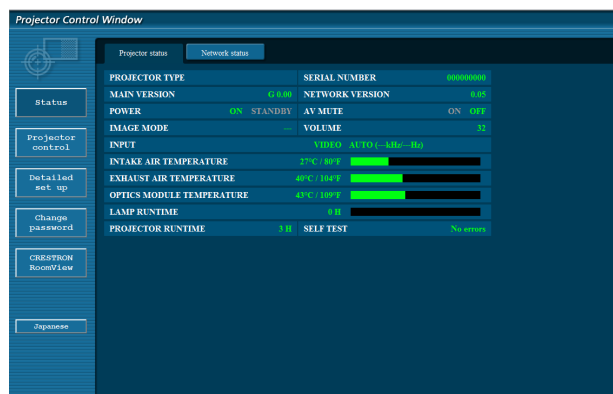 Projector Control Window
Projector status Network status
PROJECTOR TYPE SERIAL NUMBER 000000000
MAIN VERSION G 0.00 NETWORK VERSION 0.05
POWER ON STANDBY AV MUTE ON OFF
IMAGE MODE --- VOLUME 32
INPUT VIDEO AUTO (---kHz/---Hz)
INTAKE AIR TEMPERATURE 27°C / 80°F
EXHAUST AIR TEMPERATURE 40°C / 104°F
OPTICS MODULE TEMPERATURE 43°C / 109°F
LAMP RUNTIME 0 H
PROJECTOR RUNTIME 3 H SELF TEST No errors
Status
Projector
control
Detailed
set up
Change
password
CRESTRON
RoomView
Japanese